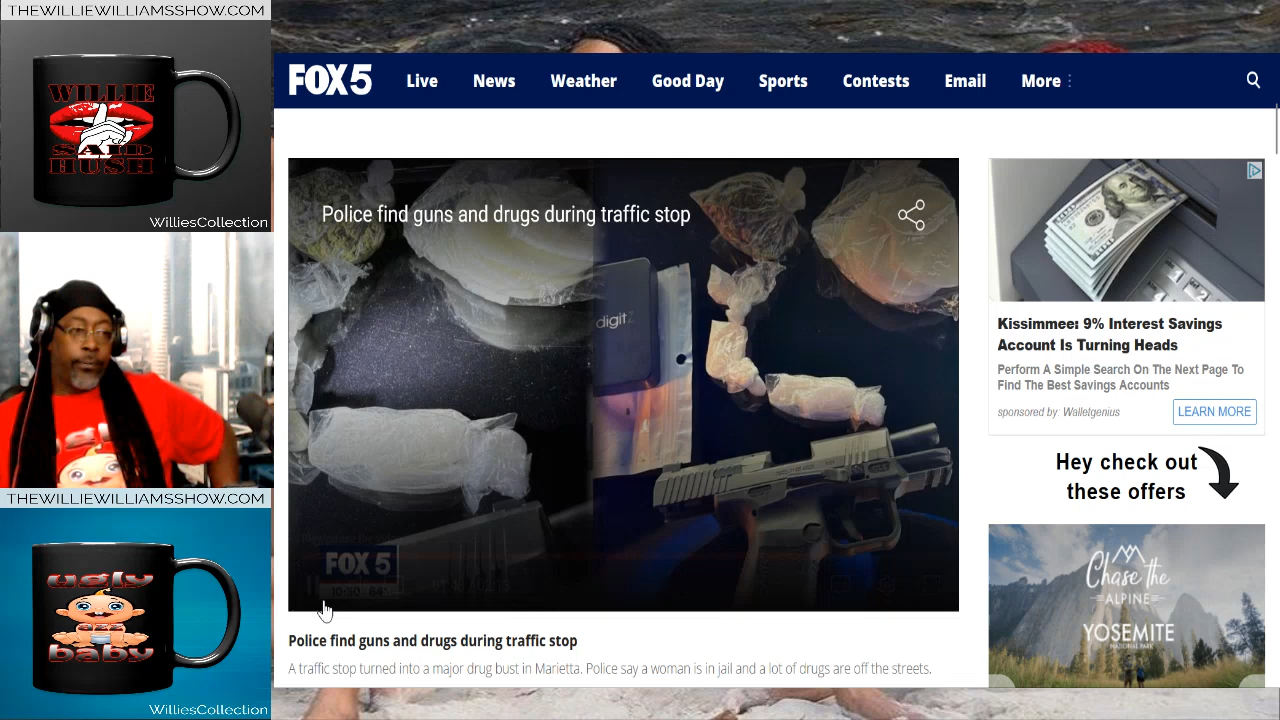 THEWILLIEWILLIAMSSHOW.COM
WILLIE
SAID
HUSH
WilliesCollection
THEWILLIEWILLIAMSSHOW.COM
ugly
baby
WilliesCollection
FOX 5
Live
News
Weather
Good Day
Sports
Contests
Email
More
Police find guns and drugs during traffic stop
digitZ
FOX 5
Police find guns and drugs during traffic stop
A traffic stop turned into a major drug bust in Marietta. Police say a woman is in jail and a lot of drugs are off the streets.
Kissimmee: 9% Interest Savings
Account Is Turning Heads
Perform A Simple Search On The Next Page To
Find The Best Savings Accounts
sponsored by: Walletgenius
LEARN MORE
Hey check out
these offers
Chase the
ALPINE
YOSEMITE
NATIONAL PARK